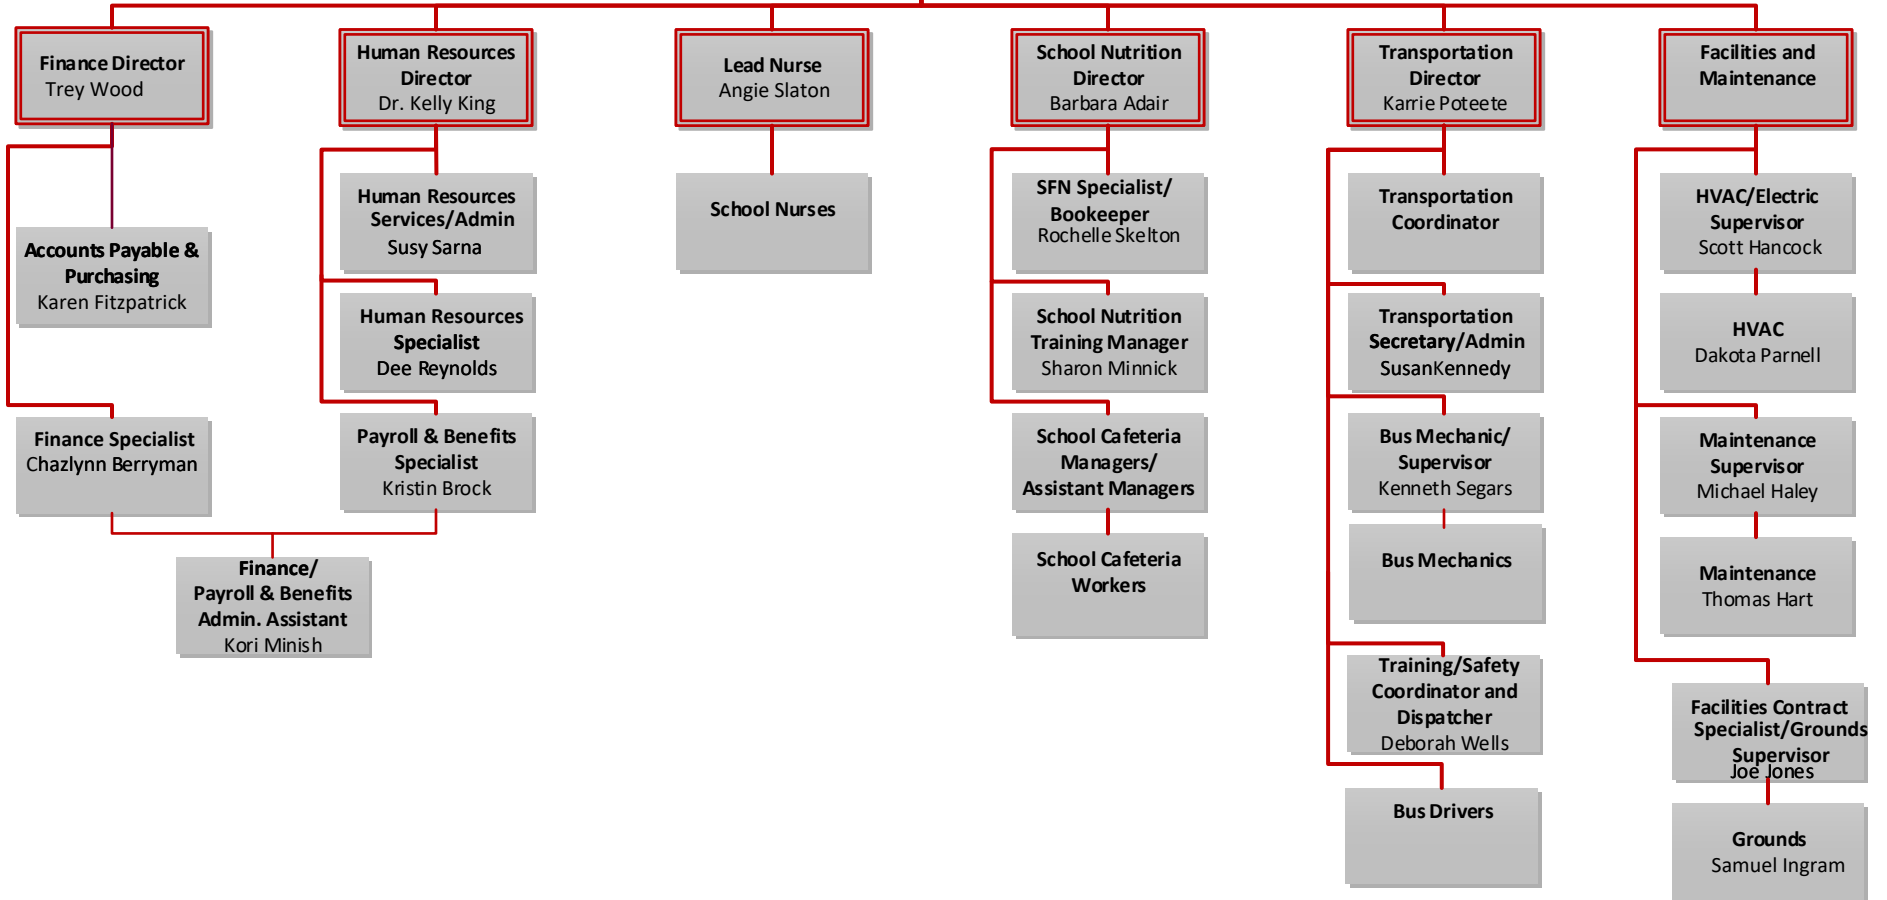 Finance Director
Trey Wood
Accounts Payable &
Purchasing
Karen Fitzpatrick
Finance Specialist
Chazlynn Berryman
Human Resources
Director
Dr. Kelly King
Human Resources
Services/Admin
Susy Sarna
Human Resources
Specialist
Dee Reynolds
Payroll & Benefits
Specialist
Kristin Brock
Finance/
Payroll & Benefits
Admin. Assistant
Kori Minish
Lead Nurse
Angie Slaton
School Nurses
School Nutrition
Director
Barbara Adair
SFN Specialist/
Bookeeper
Rochelle Skelton
School Nutrition
Training Manager
Sharon Minnick
School Cafeteria
Managers/
Assistant Managers
School Cafeteria
Workers
Transportation
Director
Karrie Poteete
Transportation
Coordinator
Transportation
Secretary/Admin
SusanKennedy
Bus Mechanic/
Supervisor
Kenneth Segars
Bus Mechanics
Training/Safety
Coordinator and
Dispatcher
Deborah Wells
Bus Drivers
Facilities and
Maintenance
HVAC/Electric
Supervisor
Scott Hancock
HVAC
Dakota Parnell
Maintenance
Supervisor
Michael Haley
Maintenance
Thomas Hart
Facilities Contract
Specialist/Grounds
Supervisor
Joe Jones
Grounds
Samuel Ingram